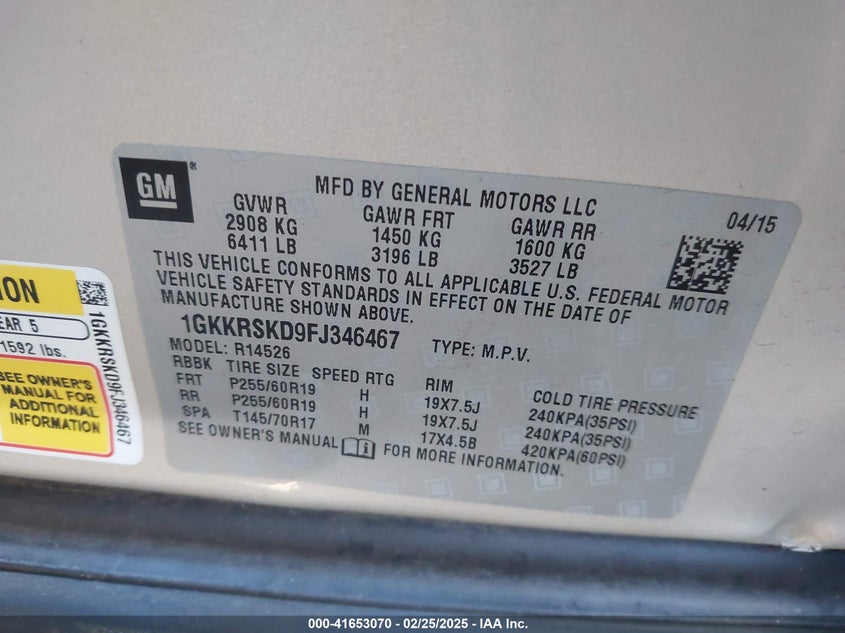 GM
MFD BY GENERAL MOTORS LLC
04/15
GVWR GAWR FRT GAWR RR
2908 KG 1450 KG 1600 KG
6411 LB 3196 LB 3527 LB
THIS VEHICLE CONFORMS TO ALL APPLICABLE U.S. FEDERAL MOTOR
VEHICLE SAFETY STANDARDS IN EFFECT ON THE DATE OF
MANUFACTURE SHOWN ABOVE.
1GKKRSKD9FJ346467 TYPE: M.P.V.
MODEL: R14526
RBBK TIRE SIZE SPEED RTG RIM COLD TIRE PRESSURE
FRT P255/60R19 H 19X7.5J 240KPA(35PSI)
RR P255/60R19 H 19X7.5J 240KPA(35PSI)
SPA T145/70R17 M 17X4.5B 420KPA(60PSI)
SEE OWNER'S MANUAL i FOR MORE INFORMATION.
EAR 5
1592 lbs.
SEE OWNER'S
MANUAL FOR
ADDITIONAL
INFORMATION
1GKKRSKD9FJ346467
000-41653070 - 02/25/2025 - IAA Inc.